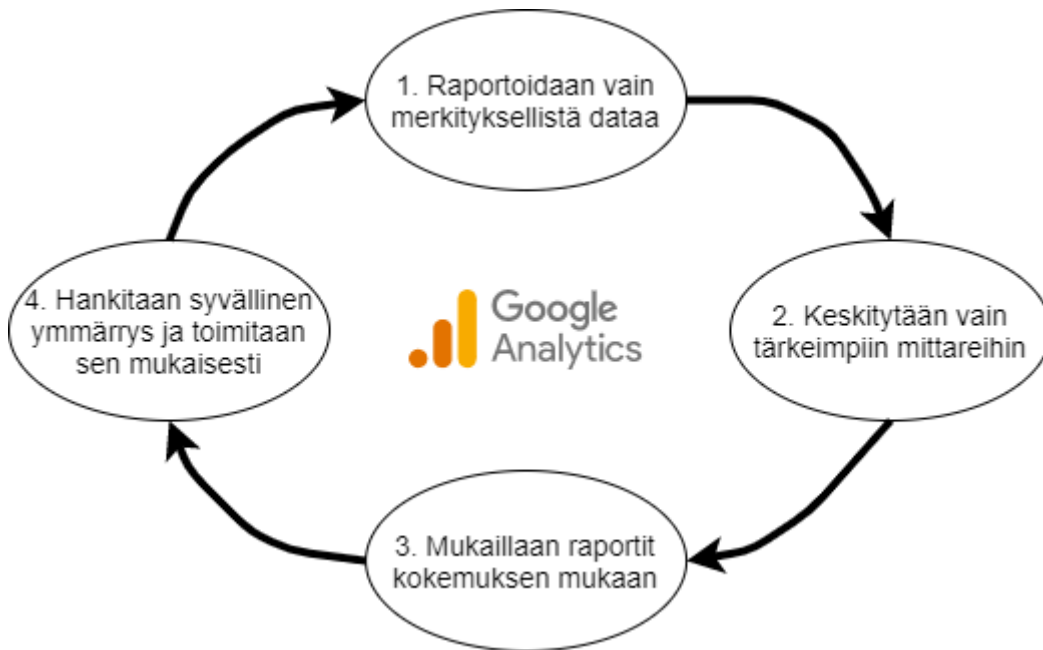 1. Raportoidaan vain
merkityksellistä dataa
2. Keskitytään vain
tärkeimpiin mittareihin
3. Mukaillaan raportit
kokemuksen mukaan
4. Hankitaan syvällinen
ymmärrys ja toimitaan
sen mukaisesti
Google
Analytics